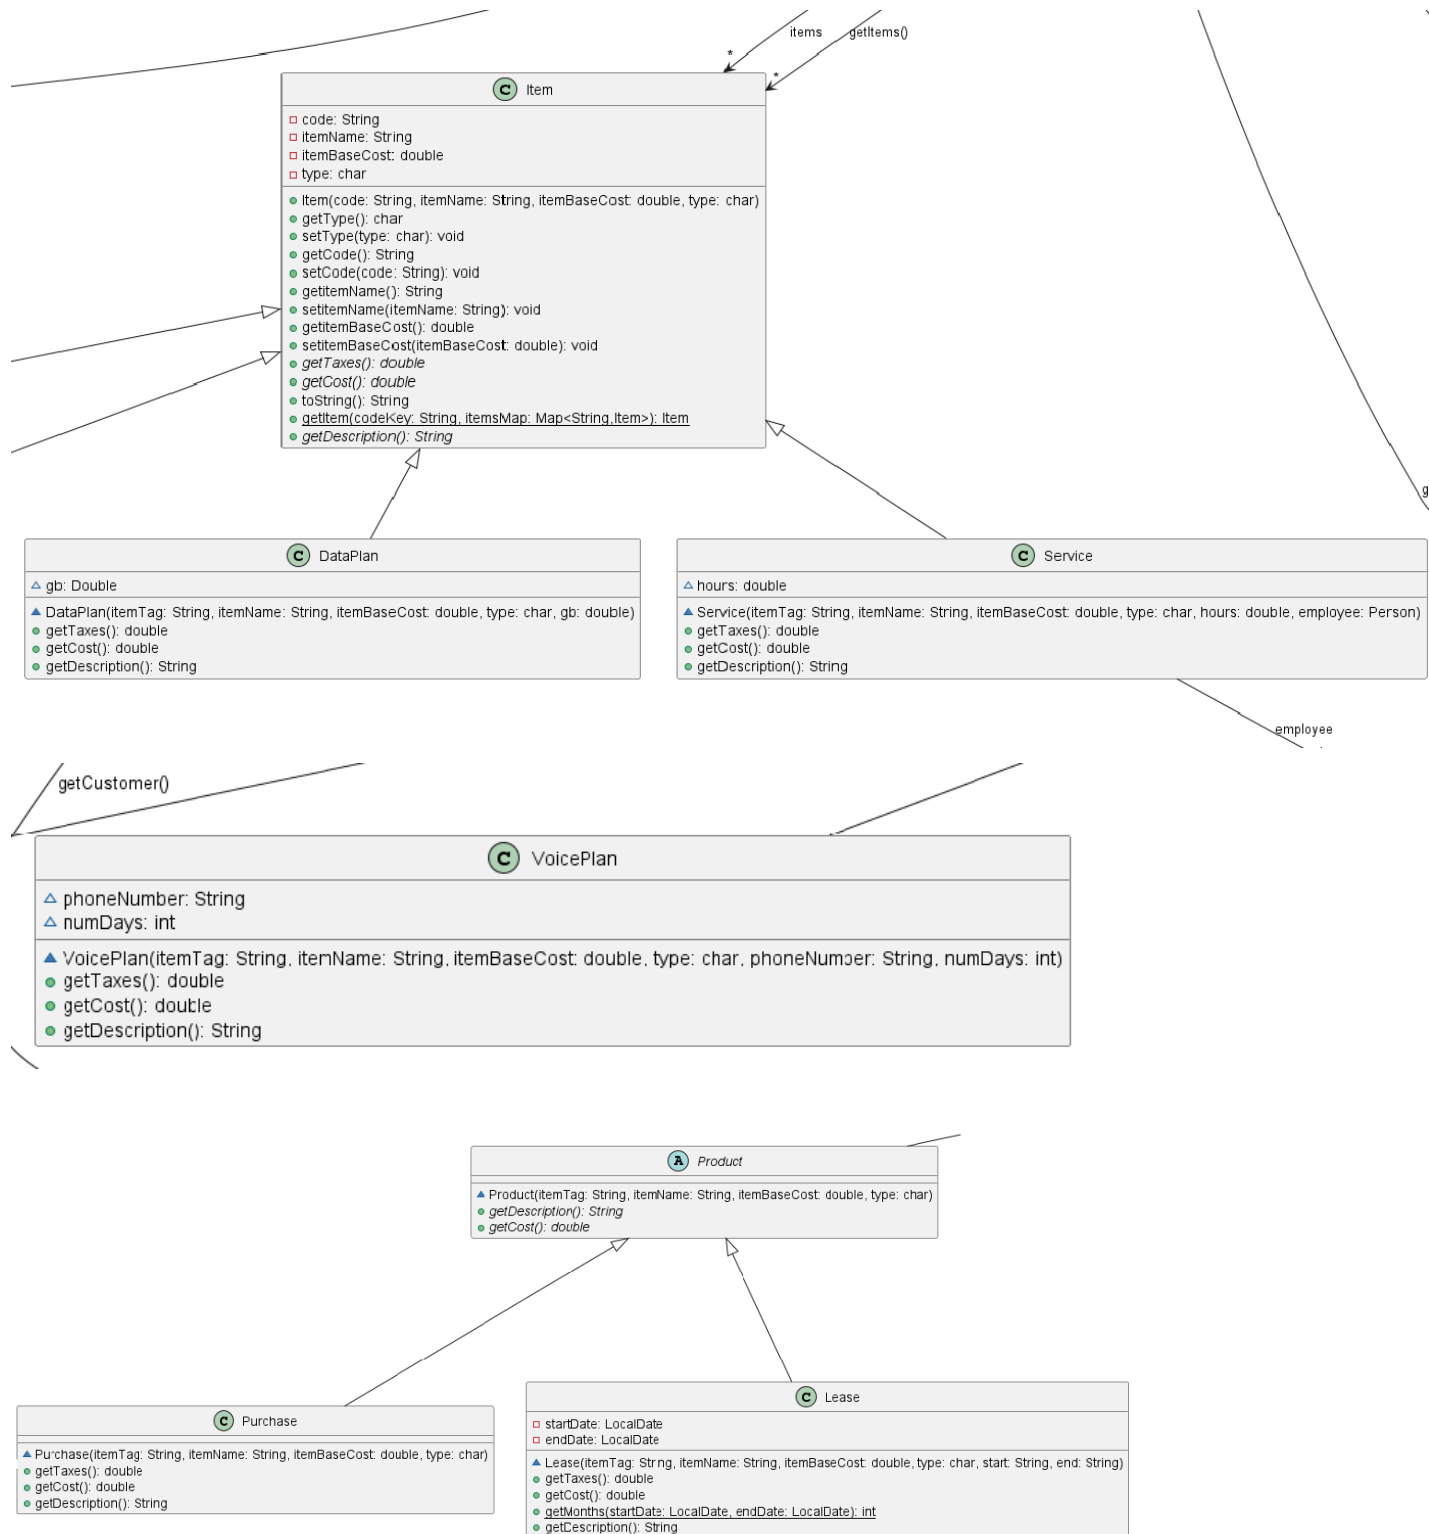 items
getItems()
*
*
C Item
code: String
itemName: String
itemBaseCost: double
type: char
Item(code: String, itemName: String, itemBaseCost: double, type: char)
getType(): char
setType(type: char): void
getCode(): String
setCode(code: String): void
getitemName(): String
setitemName(itemName: String): void
getitemBaseCost(): double
setitemBaseCost(itemBaseCost: double): void
getTaxes(): double
getCost(): double
toString(): String
getItem(codeKey: String, itemsMap: Map<String,Item>): Item
getDescription(): String
g
C DataPlan
gb: Double
DataPlan(itemTag: String, itemName: String, itemBaseCost: double, type: char, gb: double)
getTaxes(): double
getCost(): double
getDescription(): String
C Service
hours: double
Service(itemTag: String, itemName: String, itemBaseCost: double, type: char, hours: double, employee: Person)
getTaxes(): double
getCost(): double
getDescription(): String
employee
getCustomer()
C VoicePlan
phoneNumber: String
numDays: int
VoicePlan(itemTag: String, itemName: String, itemBaseCost: double, type: char, phoneNumber: String, numDays: int)
getTaxes(): double
getCost(): double
getDescription(): String
A Product
Product(itemTag: String, itemName: String, itemBaseCost: double, type: char)
getDescription(): String
getCost(): double
C Purchase
Purchase(itemTag: String, itemName: String, itemBaseCost: double, type: char)
getTaxes(): double
getCost(): double
getDescription(): String
C Lease
startDate: LocalDate
endDate: LocalDate
Lease(itemTag: String, itemName: String, itemBaseCost: double, type: char, start: String, end: String)
getTaxes(): double
getCost(): double
getMonths(startDate: LocalDate, endDate: LocalDate): int
getDescription(): String